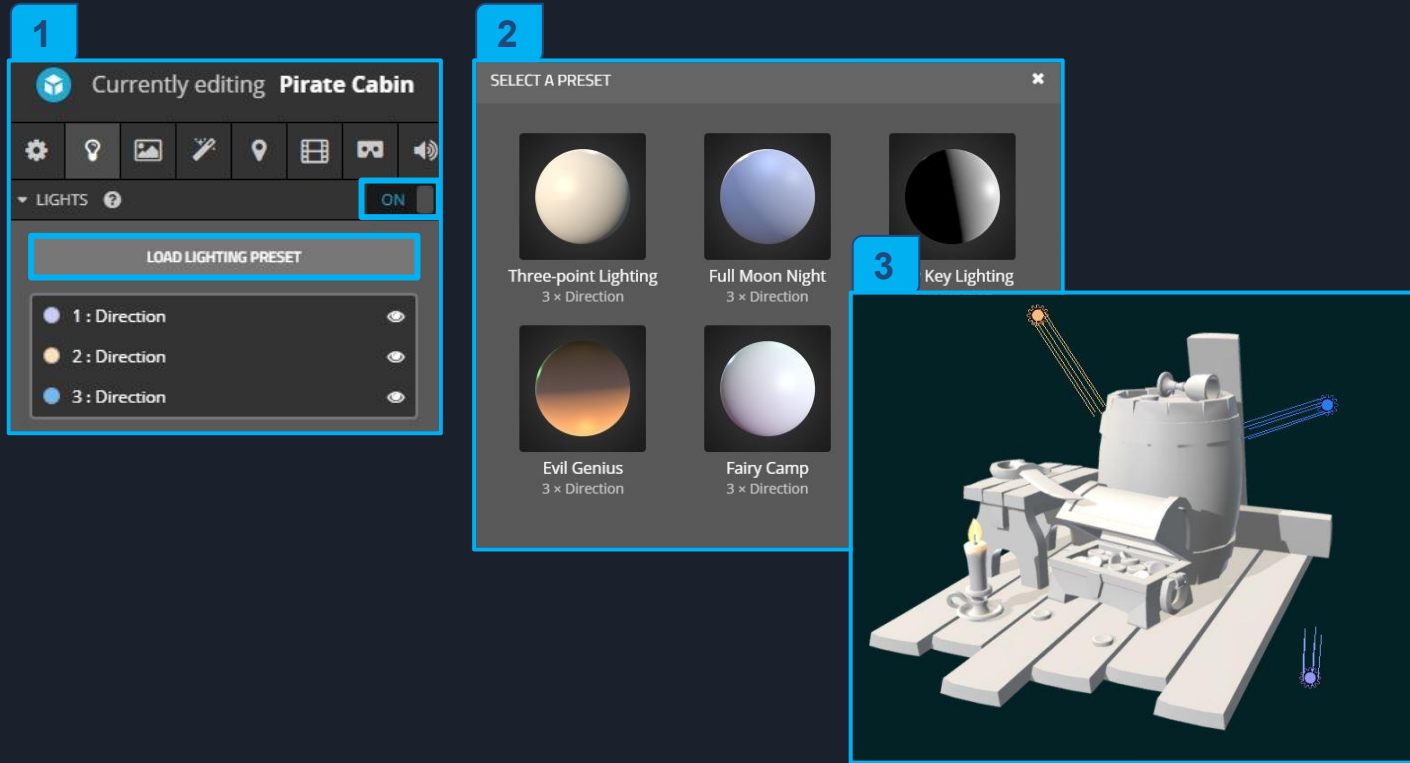 1
Currently editing Pirate Cabin
LIGHTS ?
ON
LOAD LIGHTING PRESET
1 : Direction
2 : Direction
3 : Direction
2
SELECT A PRESET
Three-point Lighting
3 × Direction
Full Moon Night
3 × Direction
Key Lighting
Evil Genius
3 × Direction
Fairy Camp
3 × Direction
3